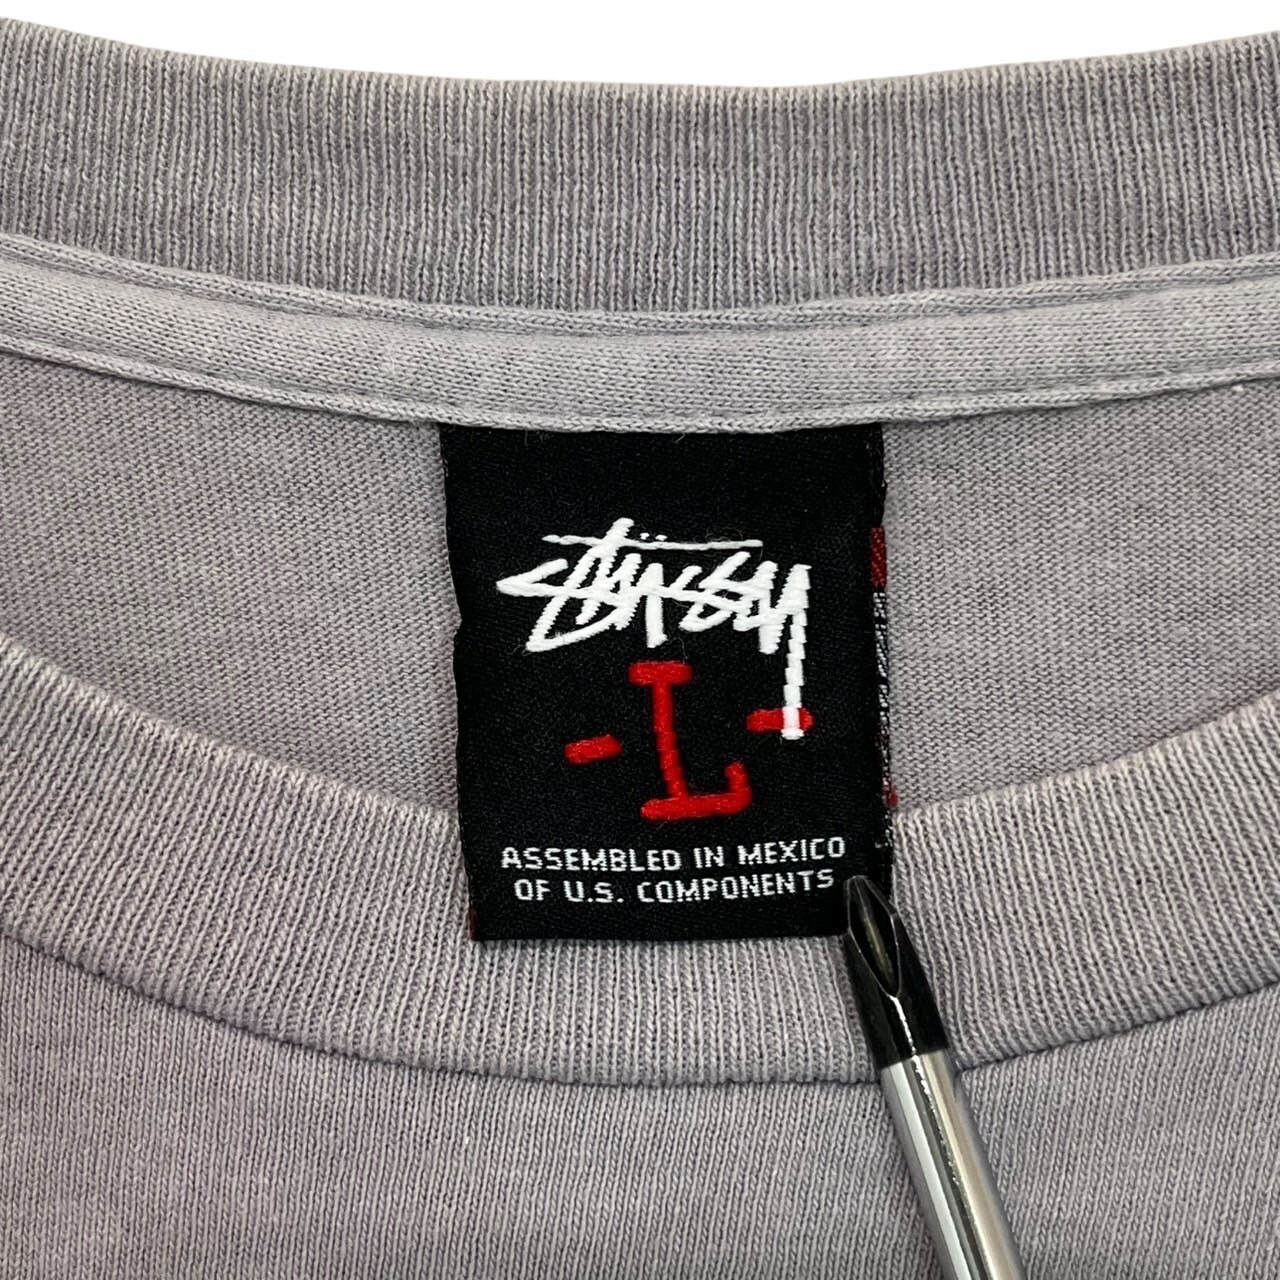 Stüssy
- L -
ASSEMBLED IN MEXICO
OF U.S. COMPONENTS